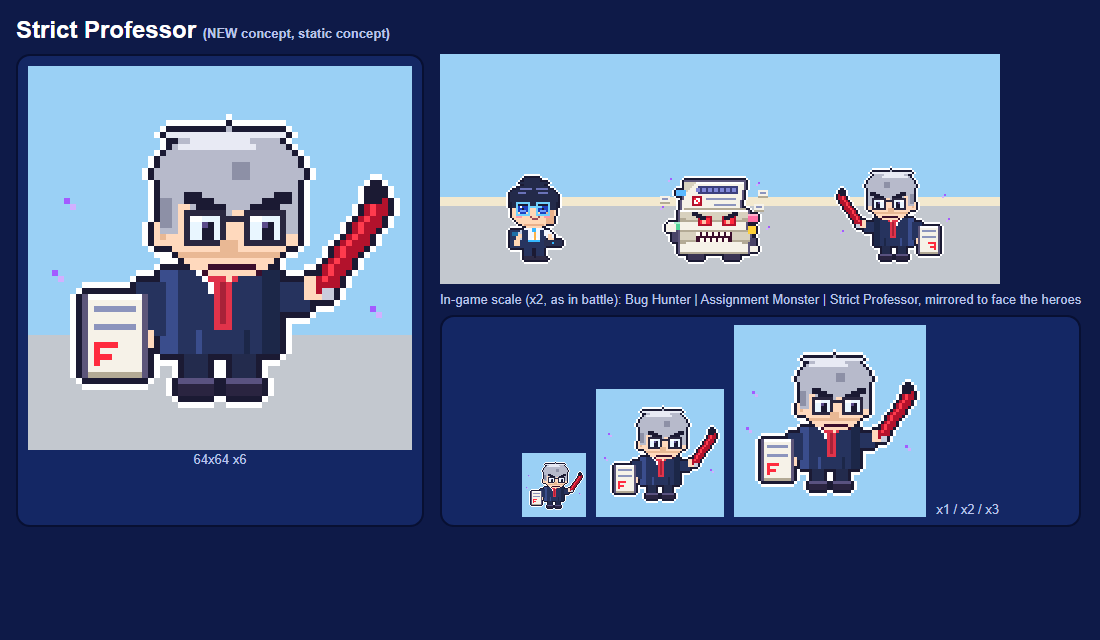 Strict Professor (NEW concept, static concept)
F
64x64 x6
In-game scale (x2, as in battle): Bug Hunter | Assignment Monster | Strict Professor, mirrored to face the heroes
F
F
F
x1 / x2 / x3